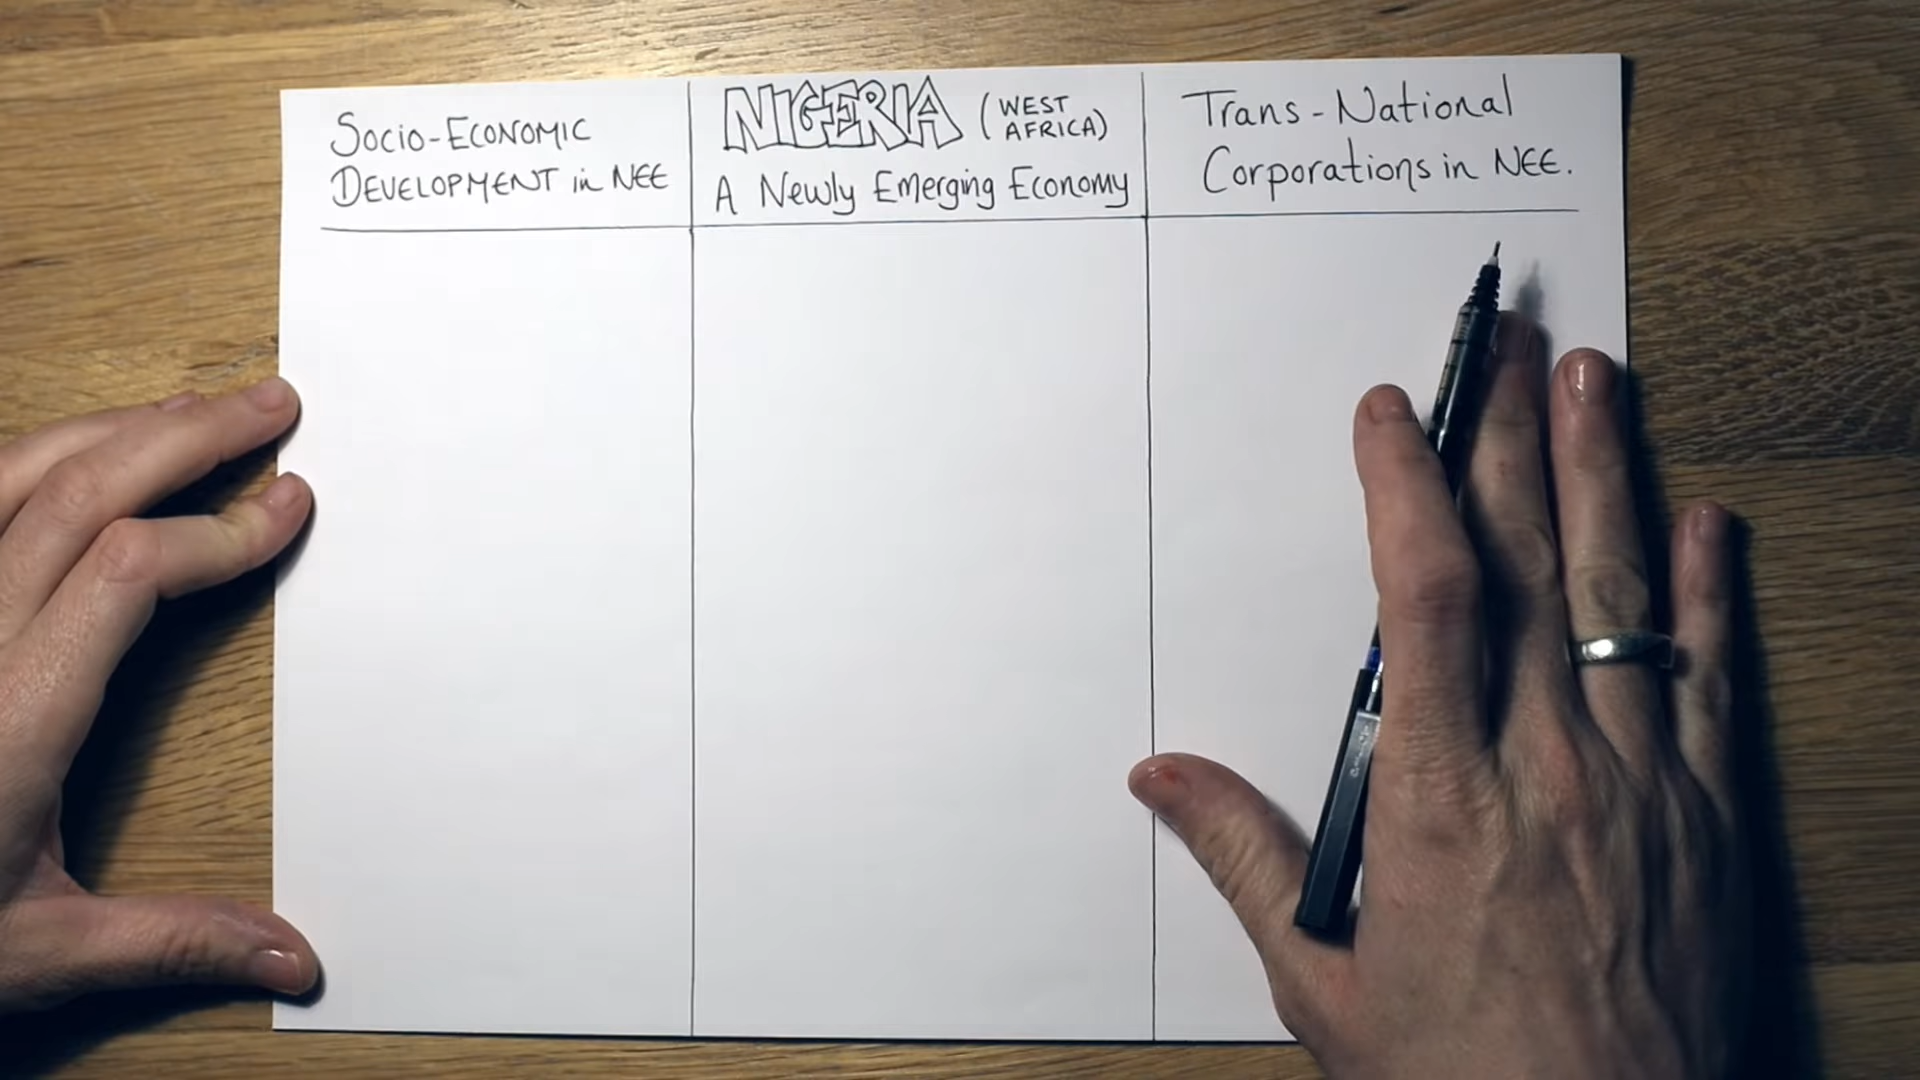 Socio-Economic
Development in NEE
NIGERIA (WEST
AFRICA)
A Newly Emerging Economy
Trans-National
Corporations in NEE.